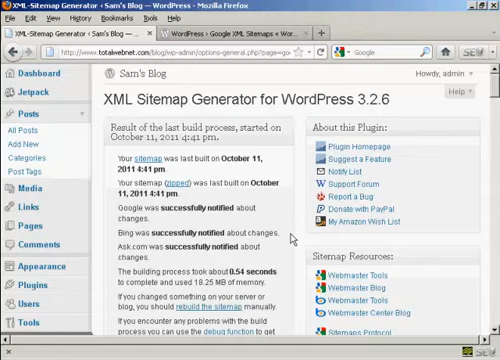 XML-Sitemap Generator ‹ Sam's Blog — WordPress - Mozilla Firefox
File Edit View History Bookmarks Tools Help
XML-Sitemap Generator ‹ Sam's Blog — W...
WordPress › Google XML Sitemaps « Wor...
http://www.totalwebnet.com/blog/wp-admin/options-general.php?page=go
Google
Dashboard
Jetpack
Posts
All Posts
Add New
Categories
Post Tags
Media
Links
Pages
Comments
Appearance
Plugins
Users
Tools
Sam's Blog
Howdy, admin
Help
XML Sitemap Generator for WordPress 3.2.6
Result of the last build process, started on
October 11, 2011 4:41 pm.
Your sitemap was last built on October 11,
2011 4:41 pm.
Your sitemap (zipped) was last built on October
11, 2011 4:41 pm.
Google was successfully notified about
changes.
Bing was successfully notified about changes.
Ask.com was successfully notified about
changes.
The building process took about 0.54 seconds
to complete and used 18.25 MB of memory.
If you changed something on your server or
blog, you should rebuild the sitemap manually.
If you encounter any problems with the build
process you can use the debug function to get
About this Plugin:
Plugin Homepage
Suggest a Feature
Notify List
Support Forum
Report a Bug
Donate with PayPal
My Amazon Wish List
Sitemap Resources:
Webmaster Tools
Webmaster Blog
Webmaster Tools
Webmaster Center Blog
Sitemaps Protocol